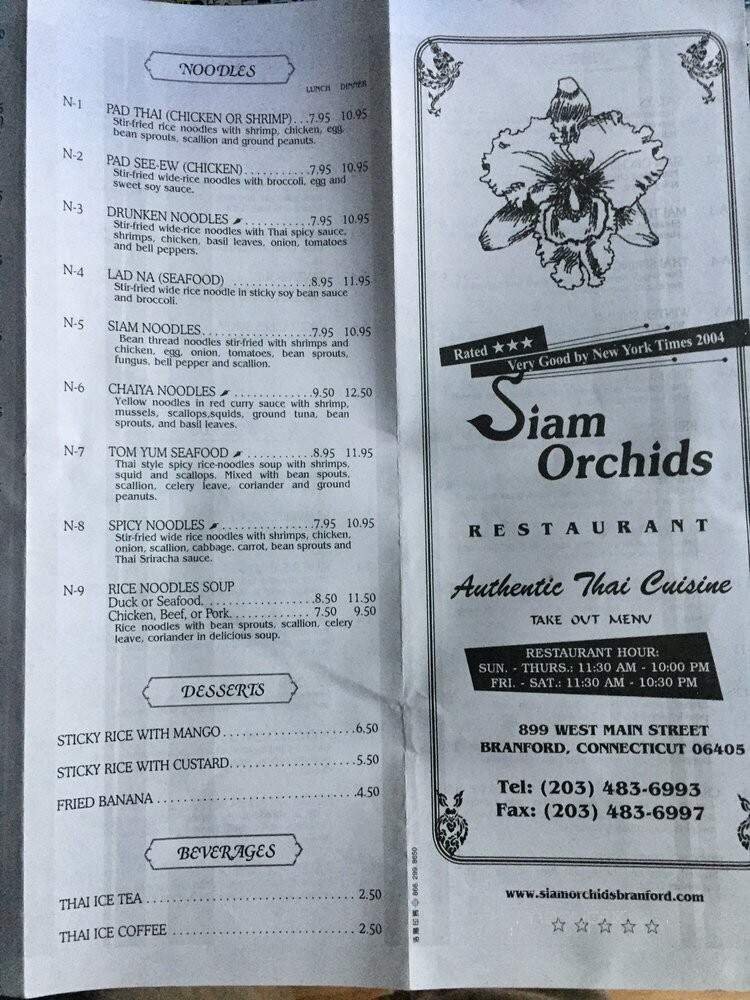 NOODLES
LUNCH DINNER
N-1 PAD THAI (CHICKEN OR SHRIMP)...7.95 10.95
Stir-fried rice noodles with shrimp, chicken, egg,
bean sprouts, scallion and ground peanuts.
N-2 PAD SEE-EW (CHICKEN)...........7.95 10.95
Stir-fried wide-rice noodles with broccoli, egg and
sweet soy sauce.
N-3 DRUNKEN NOODLES ...........7.95 10.95
Stir-fried wide-rice noodles with Thai spicy sauce,
shrimps, chicken, basil leaves, onion, tomatoes
and bell peppers.
N-4 LAD NA (SEAFOOD) ............8.95 11.95
Stir-fried wide rice noodle in sticky soy bean sauce
and broccoli.
N-5 SIAM NOODLES...............7.95 10.95
Bean thread noodles stir-fried with shrimps and
chicken, egg, onion, tomatoes, bean sprouts,
fungus, bell pepper and scallion.
N-6 CHAIYA NOODLES .............9.50 12.50
Yellow noodles in red curry sauce with shrimp,
mussels, scallops,squids, ground tuna, bean
sprouts, and basil leaves.
N-7 TOM YUM SEAFOOD ...........8.95 11.95
Thai style spicy rice-noodles soup with shrimps,
squid and scallops. Mixed with bean spouts,
scallion, celery leave, coriander and ground
peanuts.
N-8 SPICY NOODLES ..............7.95 10.95
Stir-fried wide rice noodles with shrimps, chicken,
onion, scallion, cabbage, carrot, bean sprouts and
Thai Sriracha sauce.
N-9 RICE NOODLES SOUP
Duck or Seafood. ................8.50 11.50
Chicken, Beef, or Pork. ............ 7.50 9.50
Rice noodles with bean sprouts, scallion, celery
leave, coriander in delicious soup.
DESSERTS
STICKY RICE WITH MANGO ...................6.50
STICKY RICE WITH CUSTARD..................5.50
FRIED BANANA ............................4.50
BEVERAGES
THAI ICE TEA ..............................2.50
THAI ICE COFFEE ..........................2.50
Rated ★★★
Very Good by New York Times 2004
Siam
Orchids
RESTAURANT
Authentic Thai Cuisine
TAKE OUT MENU
RESTAURANT HOUR:
SUN. - THURS.: 11:30 AM - 10:00 PM
FRI. - SAT.: 11:30 AM - 10:30 PM
899 WEST MAIN STREET
BRANFORD, CONNECTICUT 06405
Tel: (203) 483-6993
Fax: (203) 483-6997
www.siamorchidsbranford.com
☆ ☆ ☆ ☆ ☆
866. 299. 8650